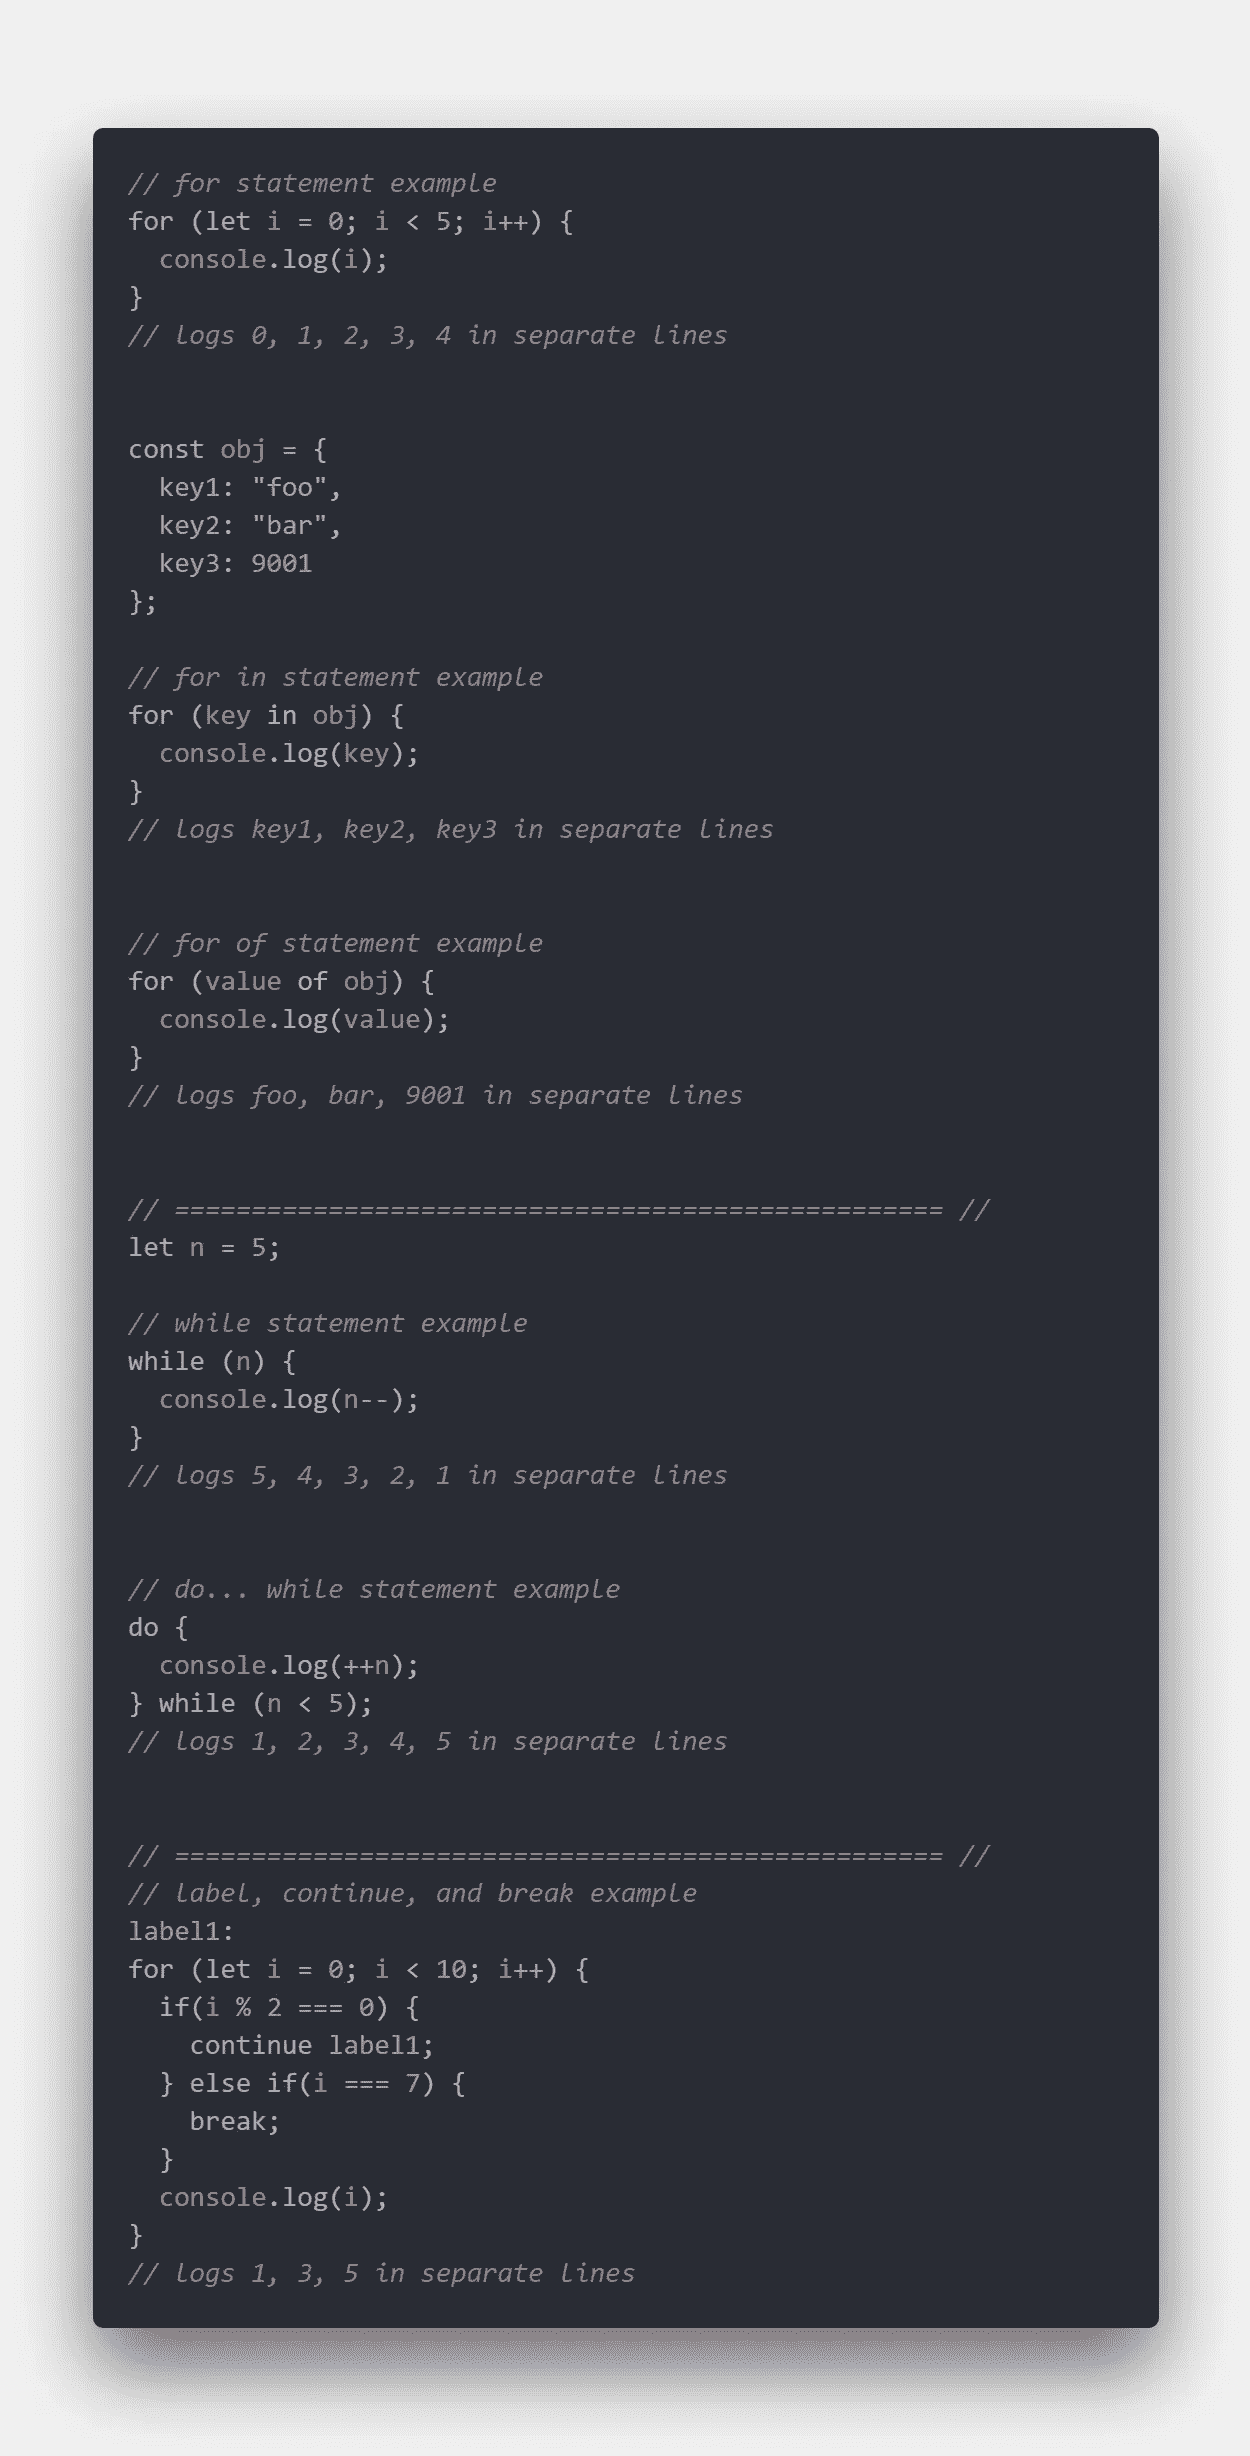 // for statement example
for (let i = 0; i < 5; i++) {
  console.log(i);
}
// logs 0, 1, 2, 3, 4 in separate lines
const obj = {
  key1: "foo",
  key2: "bar",
  key3: 9001
};
// for in statement example
for (key in obj) {
  console.log(key);
}
// logs key1, key2, key3 in separate lines
// for of statement example
for (value of obj) {
  console.log(value);
}
// logs foo, bar, 9001 in separate lines
// ================================================== //
let n = 5;
// while statement example
while (n) {
  console.log(n--);
}
// logs 5, 4, 3, 2, 1 in separate lines
// do... while statement example
do {
  console.log(++n);
} while (n < 5);
// logs 1, 2, 3, 4, 5 in separate lines
// ================================================== //
// label, continue, and break example
label1:
for (let i = 0; i < 10; i++) {
  if(i % 2 === 0) {
    continue label1;
  } else if(i === 7) {
    break;
  }
  console.log(i);
}
// logs 1, 3, 5 in separate lines